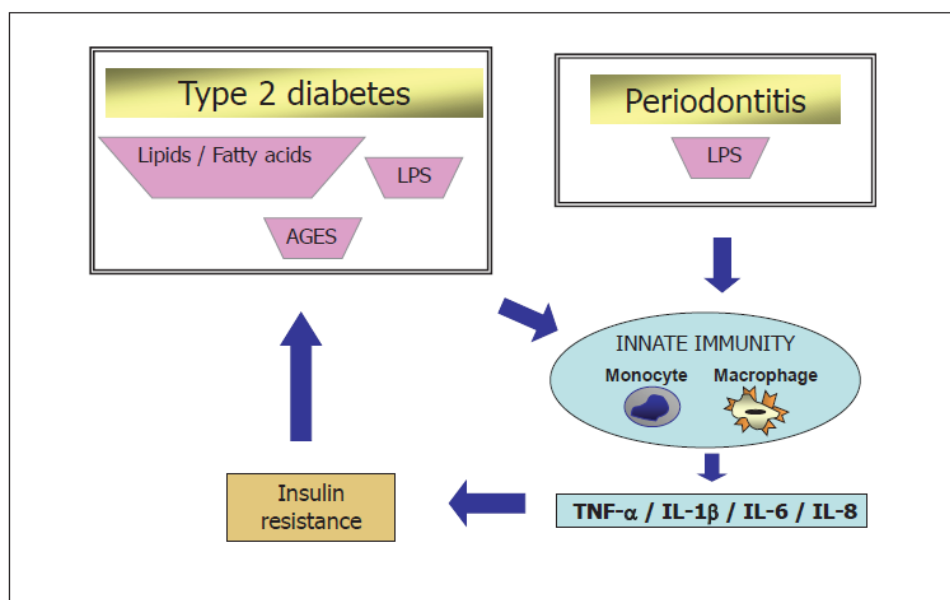 Type 2 diabetes
Lipids / Fatty acids
LPS
AGES
Periodontitis
LPS
INNATE IMMUNITY
Monocyte Macrophage
TNF-α / IL-1β / IL-6 / IL-8
Insulin
resistance